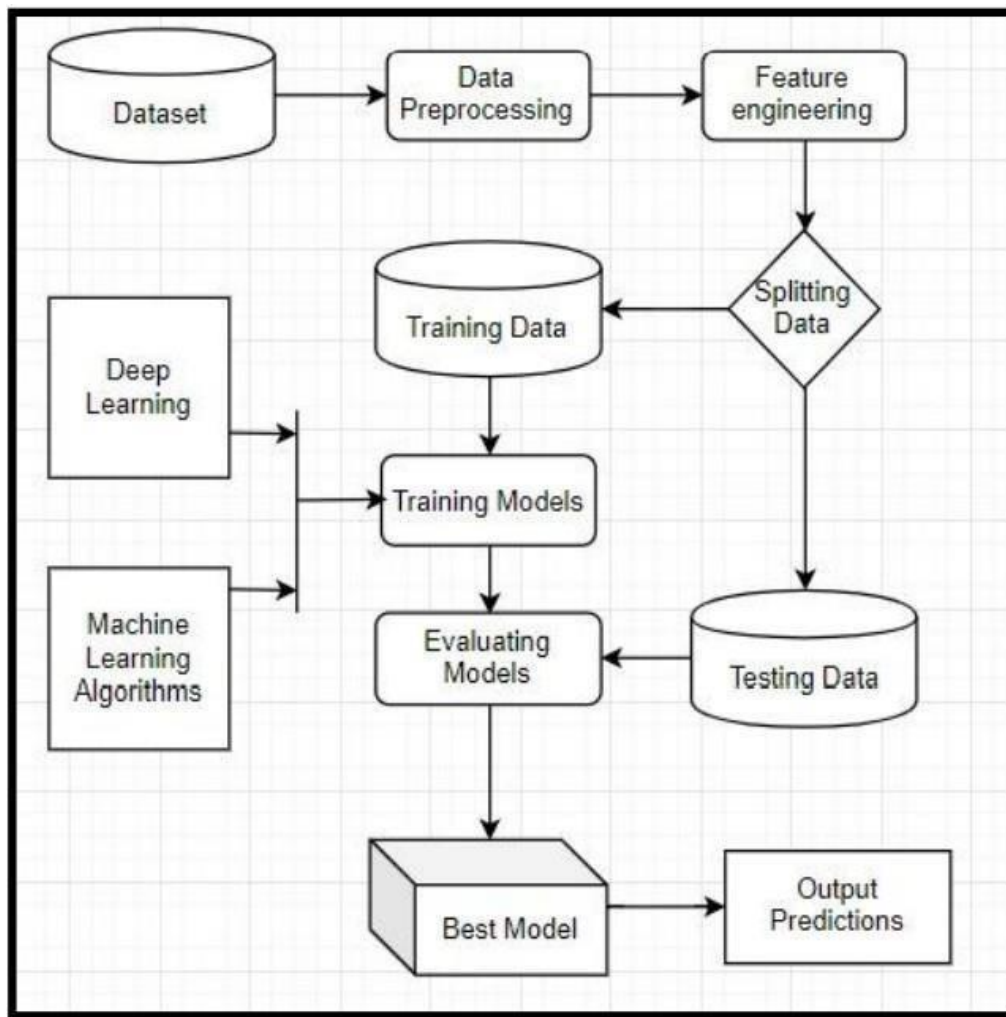 Dataset
Data
Preprocessing
Feature
engineering
Splitting
Data
Training Data
Deep
Learning
Training Models
Machine
Learning
Algorithms
Evaluating
Models
Testing Data
Best Model
Output
Predictions